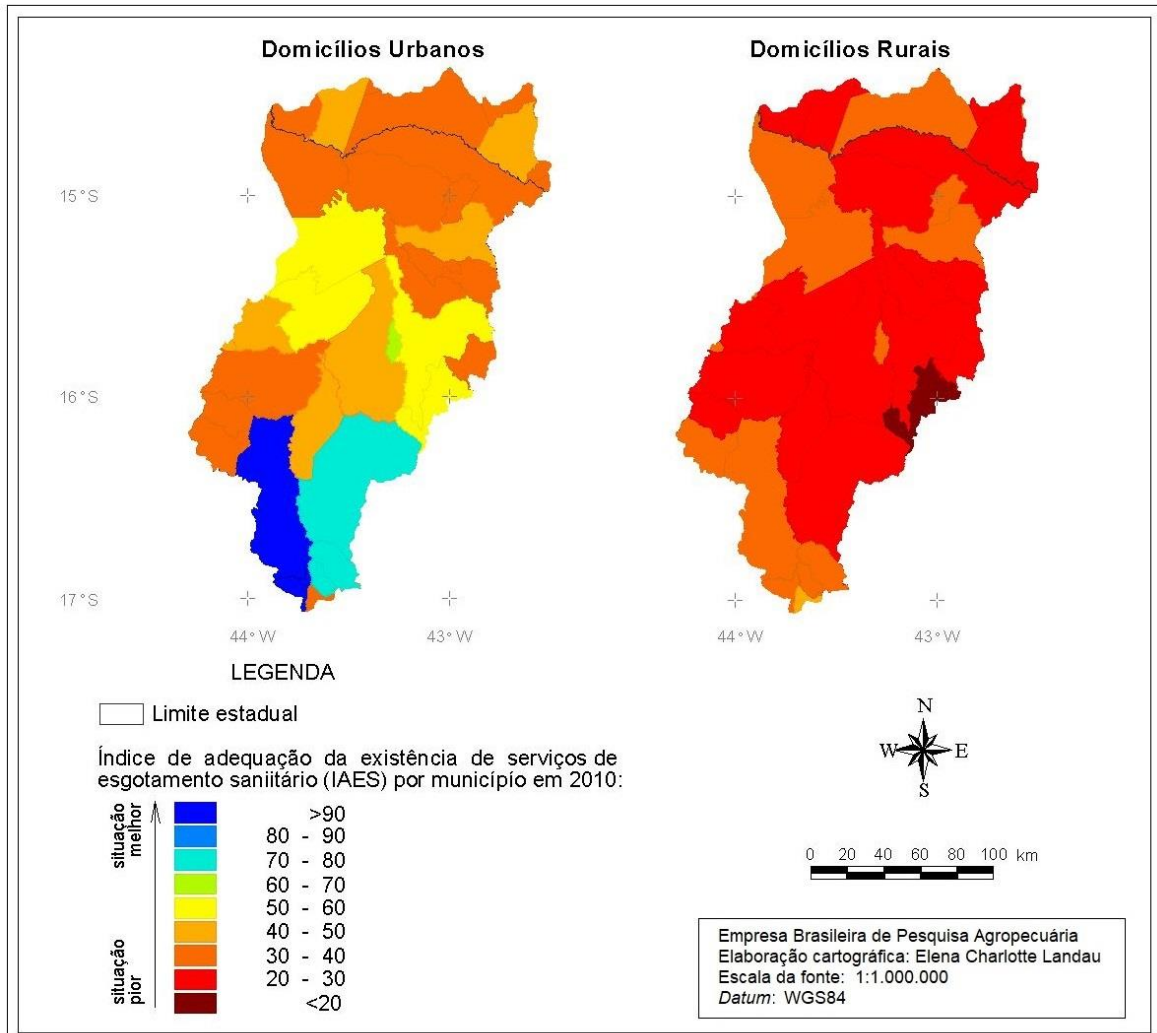 Domicílios Urbanos
Domicílios Rurais
15°S
16°S
17°S
44°W
43°W
44°W
43°W
LEGENDA
Limite estadual
Índice de adequação da existência de serviços de
esgotamento saniitário (IAES) por município em 2010:
situação
melhor
situação
pior
>90
80 - 90
70 - 80
60 - 70
50 - 60
40 - 50
30 - 40
20 - 30
<20
N
W
E
S
0 20 40 60 80 100 km
Empresa Brasileira de Pesquisa Agropecuária
Elaboração cartográfica: Elena Charlotte Landau
Escala da fonte: 1:1.000.000
Datum: WGS84